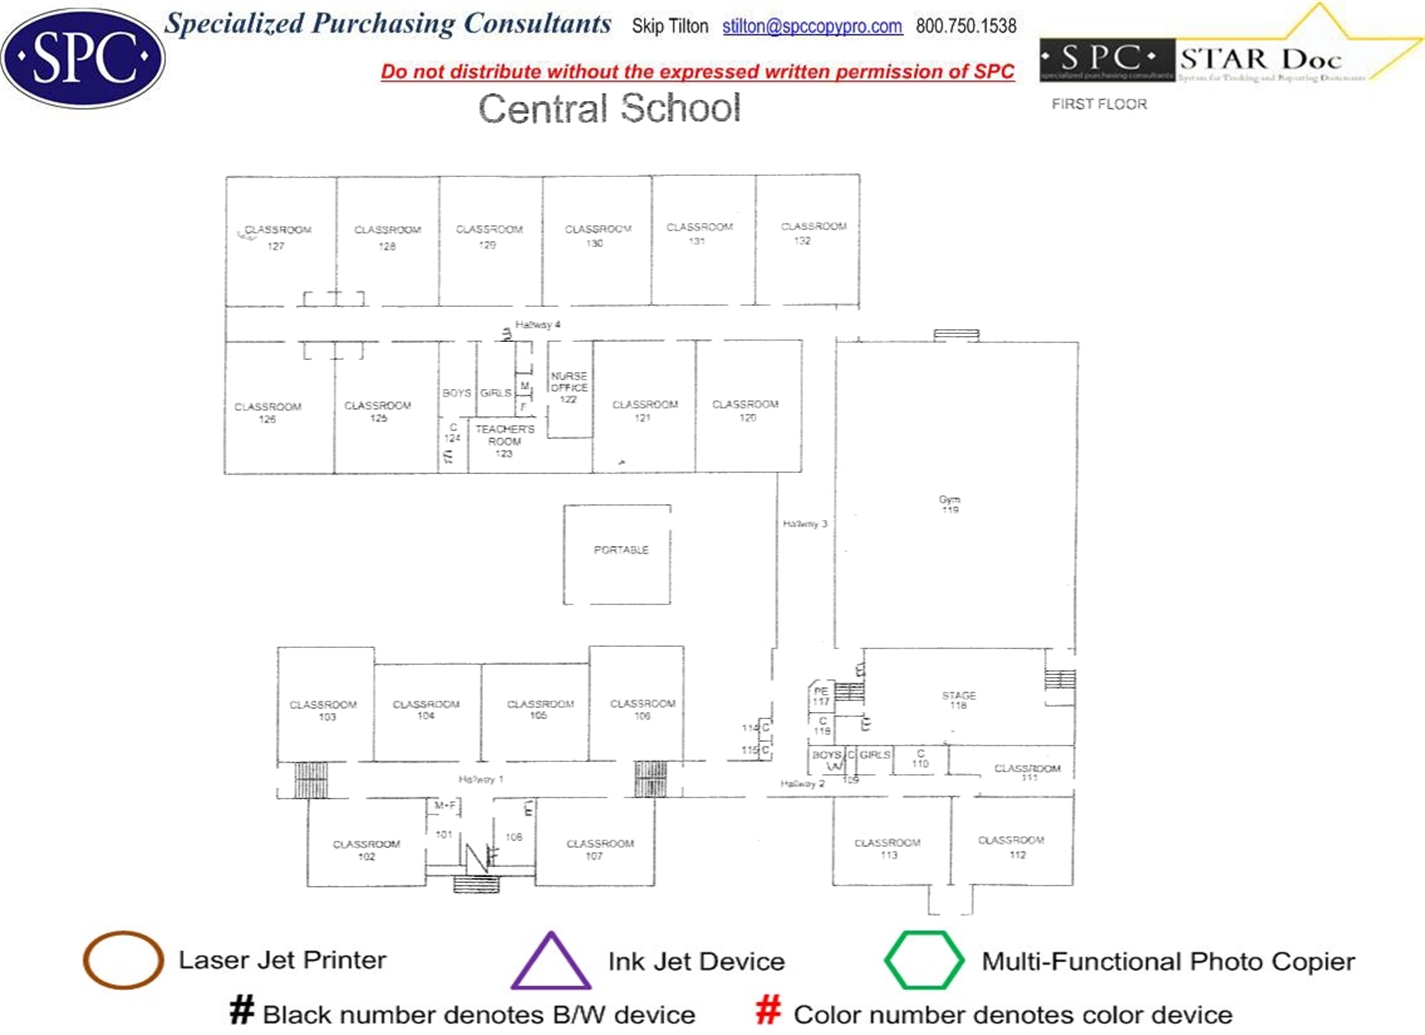 SPC
Specialized Purchasing Consultants Skip Tilton stilton@spccopypro.com 800.750.1538
Do not distribute without the expressed written permission of SPC
SPC
specialized purchasing consultants
STAR Doc
System for Tracking and Reporting Documents
Central School
FIRST FLOOR
CLASSROOM
127
CLASSROOM
128
CLASSROOM
129
CLASSROOM
130
CLASSROOM
131
CLASSROOM
132
Hallway 4
CLASSROOM
126
CLASSROOM
125
BOYS
GIRLS
M
F
NURSE
OFFICE
122
C
124
TEACHER'S
ROOM
123
CLASSROOM
121
CLASSROOM
120
Gym
119
Hallway 3
PORTABLE
CLASSROOM
103
CLASSROOM
104
CLASSROOM
105
CLASSROOM
106
PE
117
STAGE
118
114 C
115 C
C
116
BOYS
C
GIRLS
C
110
109
CLASSROOM
111
Hallway 1
Hallway 2
M+F
101
108
CLASSROOM
102
CLASSROOM
107
CLASSROOM
113
CLASSROOM
112
Laser Jet Printer
Ink Jet Device
Multi-Functional Photo Copier
# Black number denotes B/W device
# Color number denotes color device